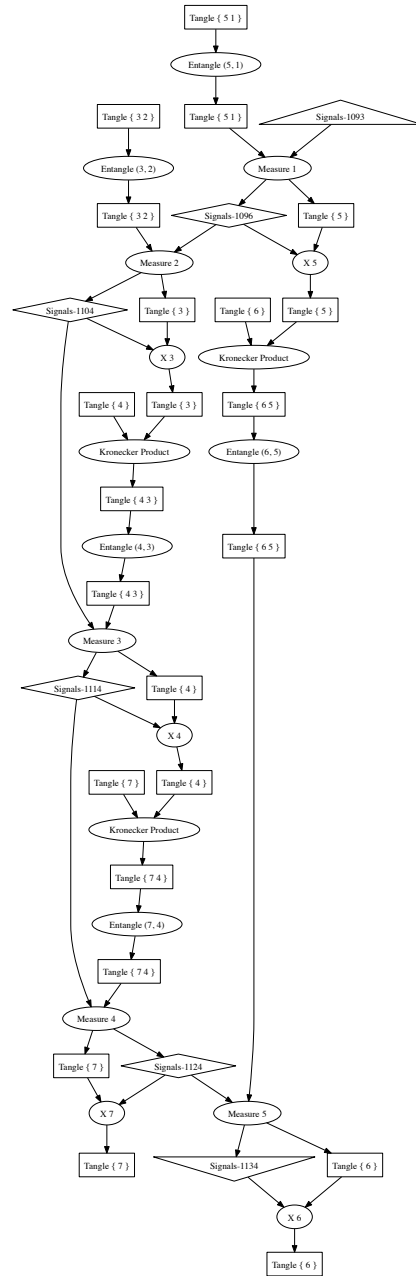 Tangle { 5 1 }
Entangle (5, 1)
Tangle { 3 2 }
Tangle { 5 1 }
Signals-1093
Entangle (3, 2)
Measure 1
Tangle { 3 2 }
Signals-1096
Tangle { 5 }
Measure 2
X 5
Signals-1104
Tangle { 3 }
Tangle { 6 }
Tangle { 5 }
X 3
Kronecker Product
Tangle { 4 }
Tangle { 3 }
Tangle { 6 5 }
Kronecker Product
Entangle (6, 5)
Tangle { 4 3 }
Entangle (4, 3)
Tangle { 6 5 }
Tangle { 4 3 }
Measure 3
Signals-1114
Tangle { 4 }
X 4
Tangle { 7 }
Tangle { 4 }
Kronecker Product
Tangle { 7 4 }
Entangle (7, 4)
Tangle { 7 4 }
Measure 4
Tangle { 7 }
Signals-1124
X 7
Measure 5
Tangle { 7 }
Signals-1134
Tangle { 6 }
X 6
Tangle { 6 }